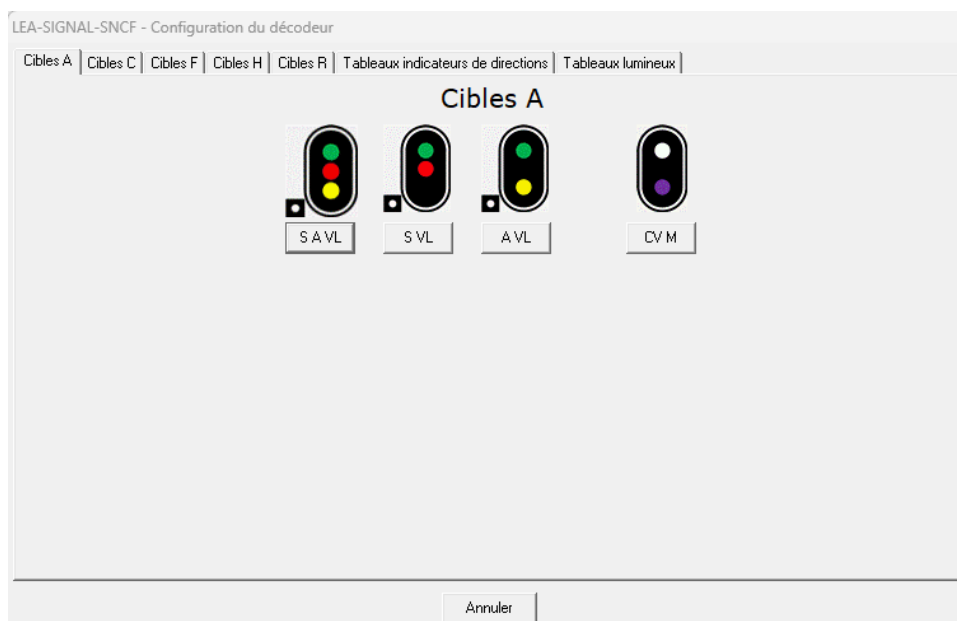 LEA-SIGNAL-SNCF - Configuration du décodeur
Cibles A Cibles C Cibles F Cibles H Cibles R Tableaux indicateurs de directions Tableaux lumineux
Cibles A
S A VL S VL A VL CV M
Annuler